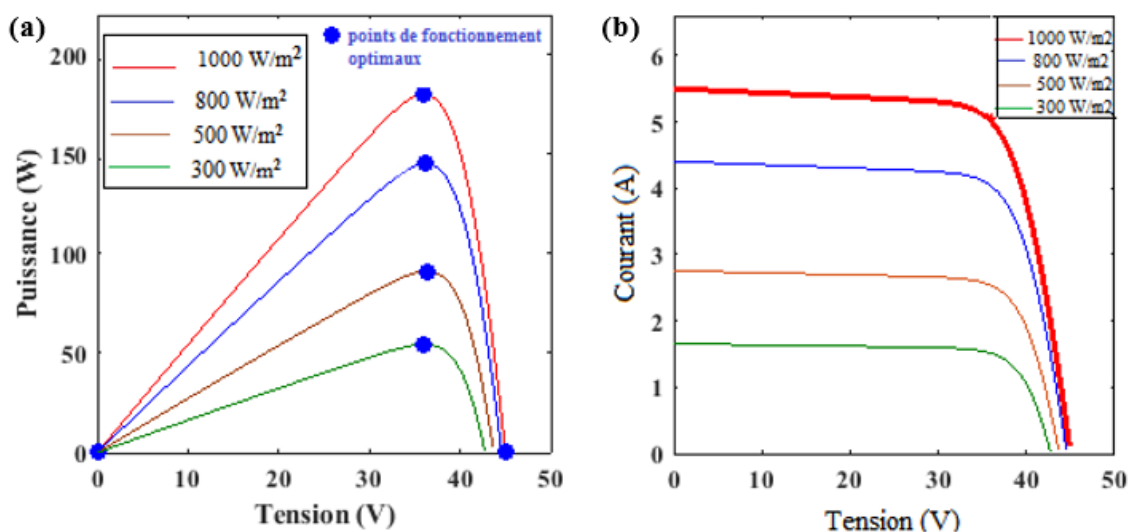 (a)
Puissance (W)
200
150
100
50
0
1000 W/m²
800 W/m²
500 W/m²
300 W/m²
points de fonctionnement
optimaux
0 10 20 30 40 50
Tension (V)
(b)
Courant (A)
6
5
4
3
2
1
0
1000 W/m2
800 W/m2
500 W/m2
300 W/m2
0 10 20 30 40 50
Tension (V)